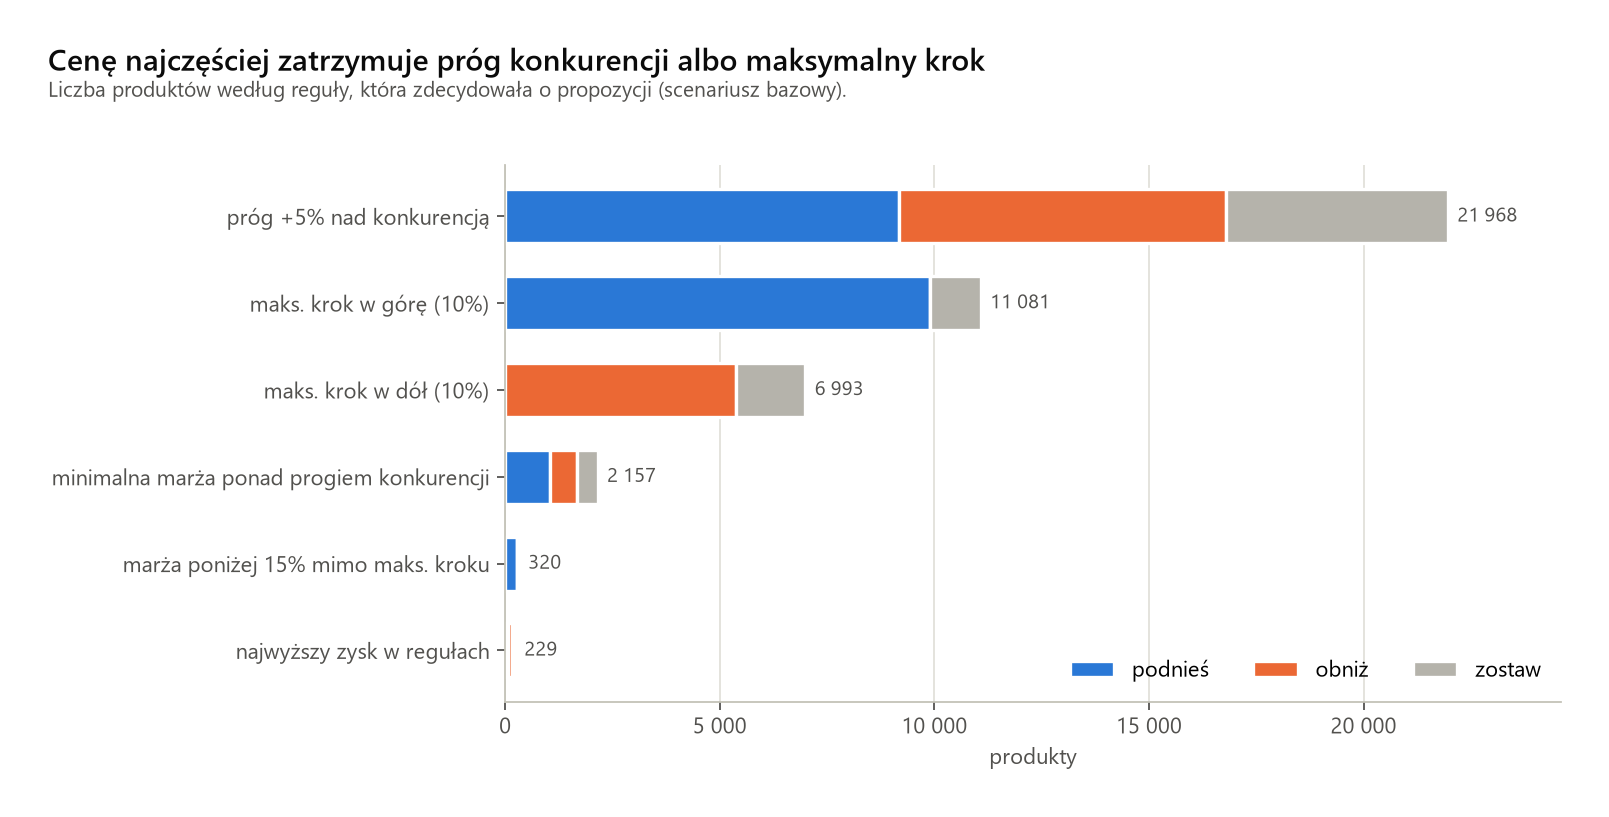 Cenę najczęściej zatrzymuje próg konkurencji albo maksymalny krok
Liczba produktów według reguły, która zdecydowała o propozycji (scenariusz bazowy).
próg +5% nad konkurencją
21 968
maks. krok w górę (10%)
11 081
maks. krok w dół (10%)
6 993
minimalna marża ponad progiem konkurencji
2 157
marża poniżej 15% mimo maks. kroku
320
najwyższy zysk w regułach
229
podnieś obniż zostaw
0 5 000 10 000 15 000 20 000
produkty